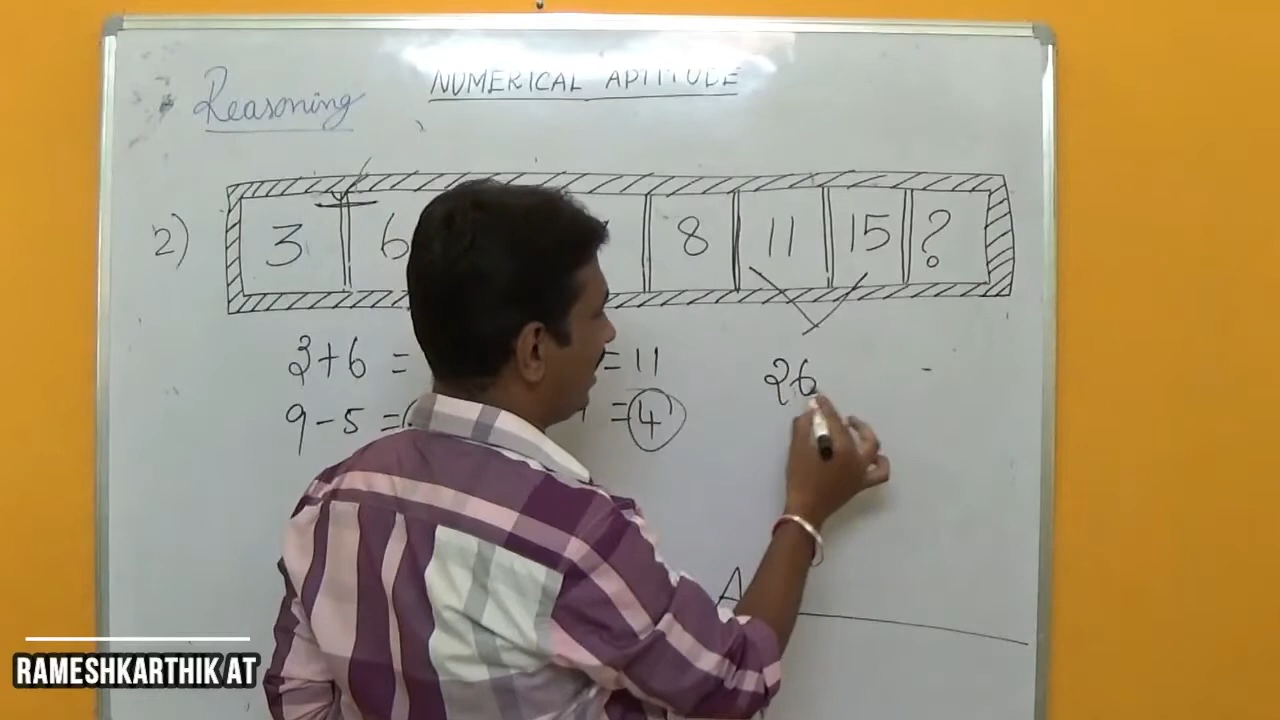 NUMERICAL APTITUDE
Reasoning
2) 3 6 8 11 15 ?
3+6 = = 11
26
9-5 = = 4
A
RAMESHKARTHIK AT